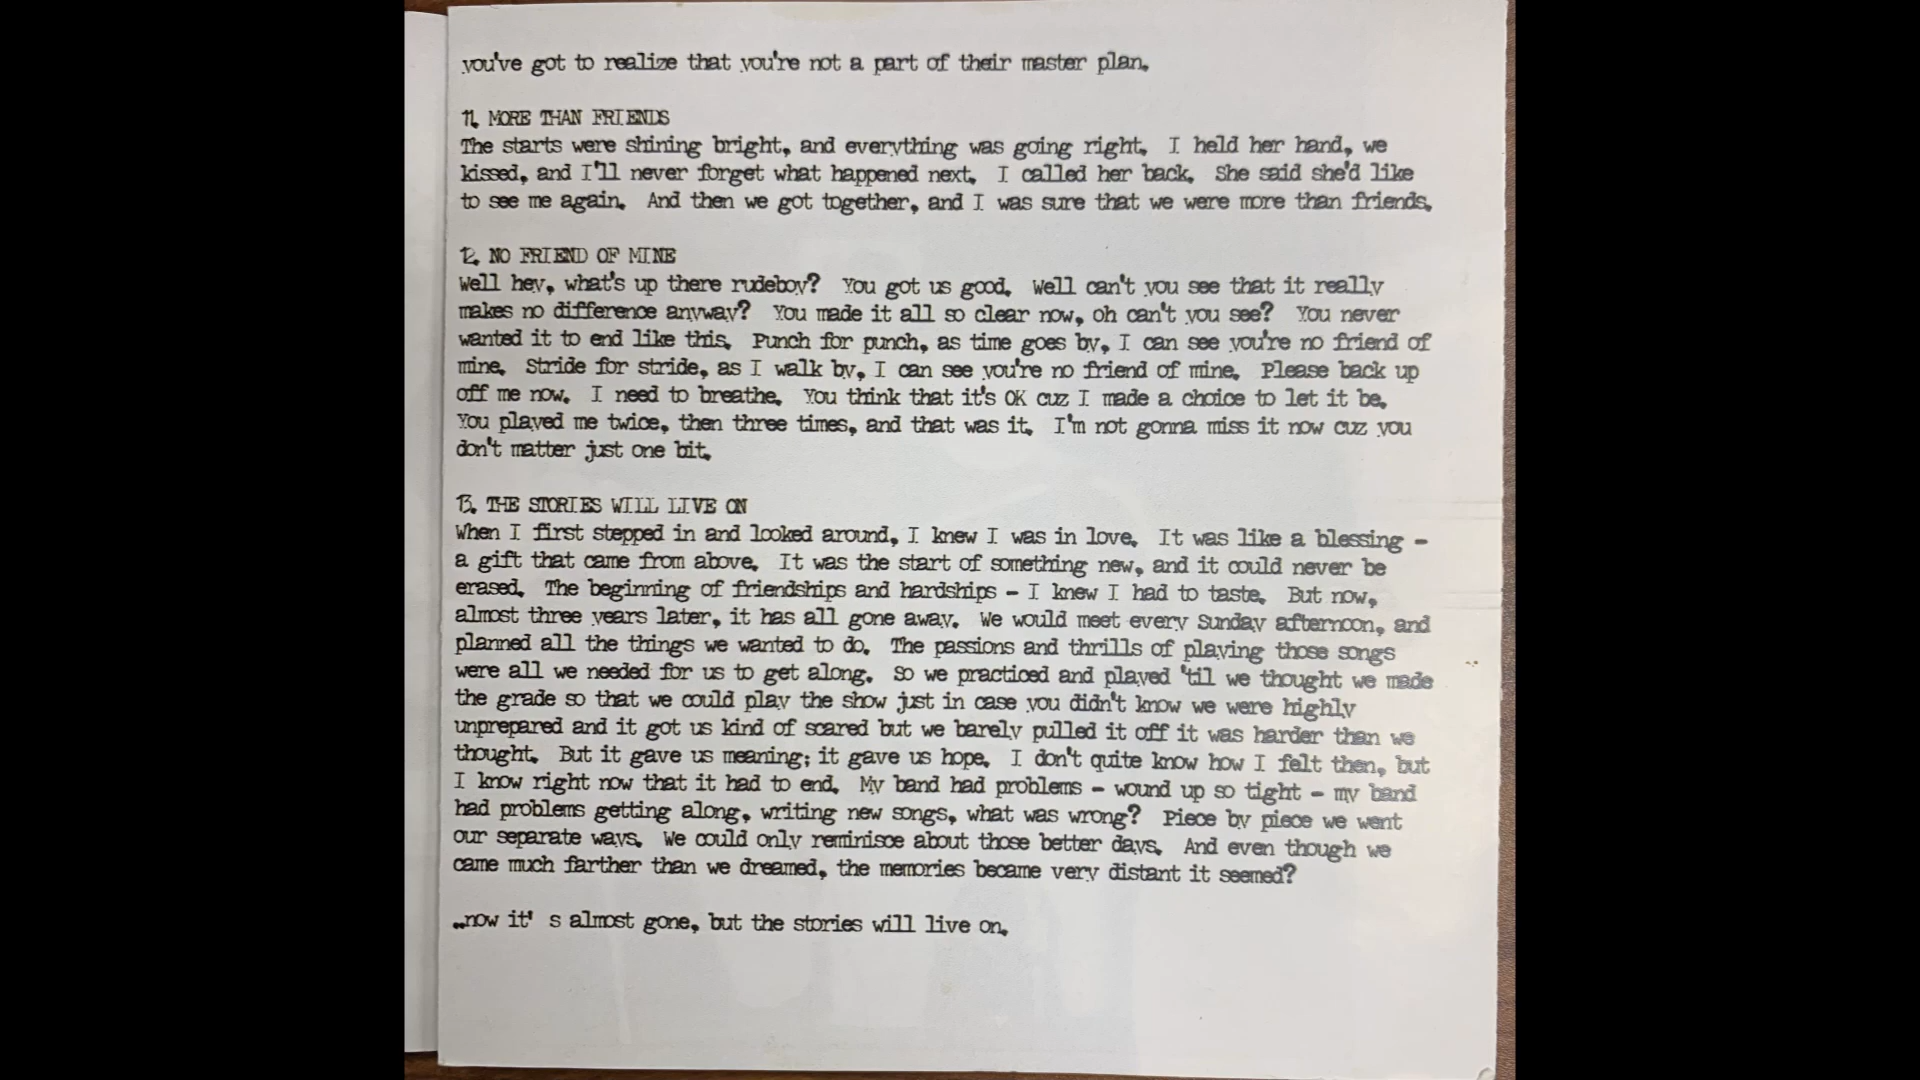 you've got to realize that you're not a part of their master plan.
11. MORE THAN FRIENDS
The starts were shining bright, and everything was going right. I held her hand, we
kissed, and I'll never forget what happened next. I called her back. She said she'd like
to see me again. And then we got together, and I was sure that we were more than friends.
12. NO FRIEND OF MINE
Well hey, what's up there rudeboy? You got us good. Well can't you see that it really
makes no difference anyway? You made it all so clear now, oh can't you see? You never
wanted it to end like this. Punch for punch, as time goes by, I can see you're no friend of
mine. Stride for stride, as I walk by, I can see you're no friend of mine. Please back up
off me now. I need to breathe. You think that it's OK cuz I made a choice to let it be.
You played me twice, then three times, and that was it. I'm not gonna miss it now cuz you
don't matter just one bit.
13. THE STORIES WILL LIVE ON
When I first stepped in and looked around, I knew I was in love. It was like a blessing -
a gift that came from above. It was the start of something new, and it could never be
erased. The beginning of friendships and hardships - I knew I had to taste. But now,
almost three years later, it has all gone away. We would meet every Sunday afternoon, and
planned all the things we wanted to do. The passions and thrills of playing those songs
were all we needed for us to get along. So we practiced and played 'til we thought we made
the grade so that we could play the show just in case you didn't know we were highly
unprepared and it got us kind of scared but we barely pulled it off it was harder than we
thought. But it gave us meaning; it gave us hope. I don't quite know how I felt then, but
I know right now that it had to end. My band had problems - wound up so tight - my band
had problems getting along, writing new songs, what was wrong? Piece by piece we went
our separate ways. We could only reminisce about those better days. And even though we
came much farther than we dreamed, the memories became very distant it seemed?
...now it' s almost gone, but the stories will live on.